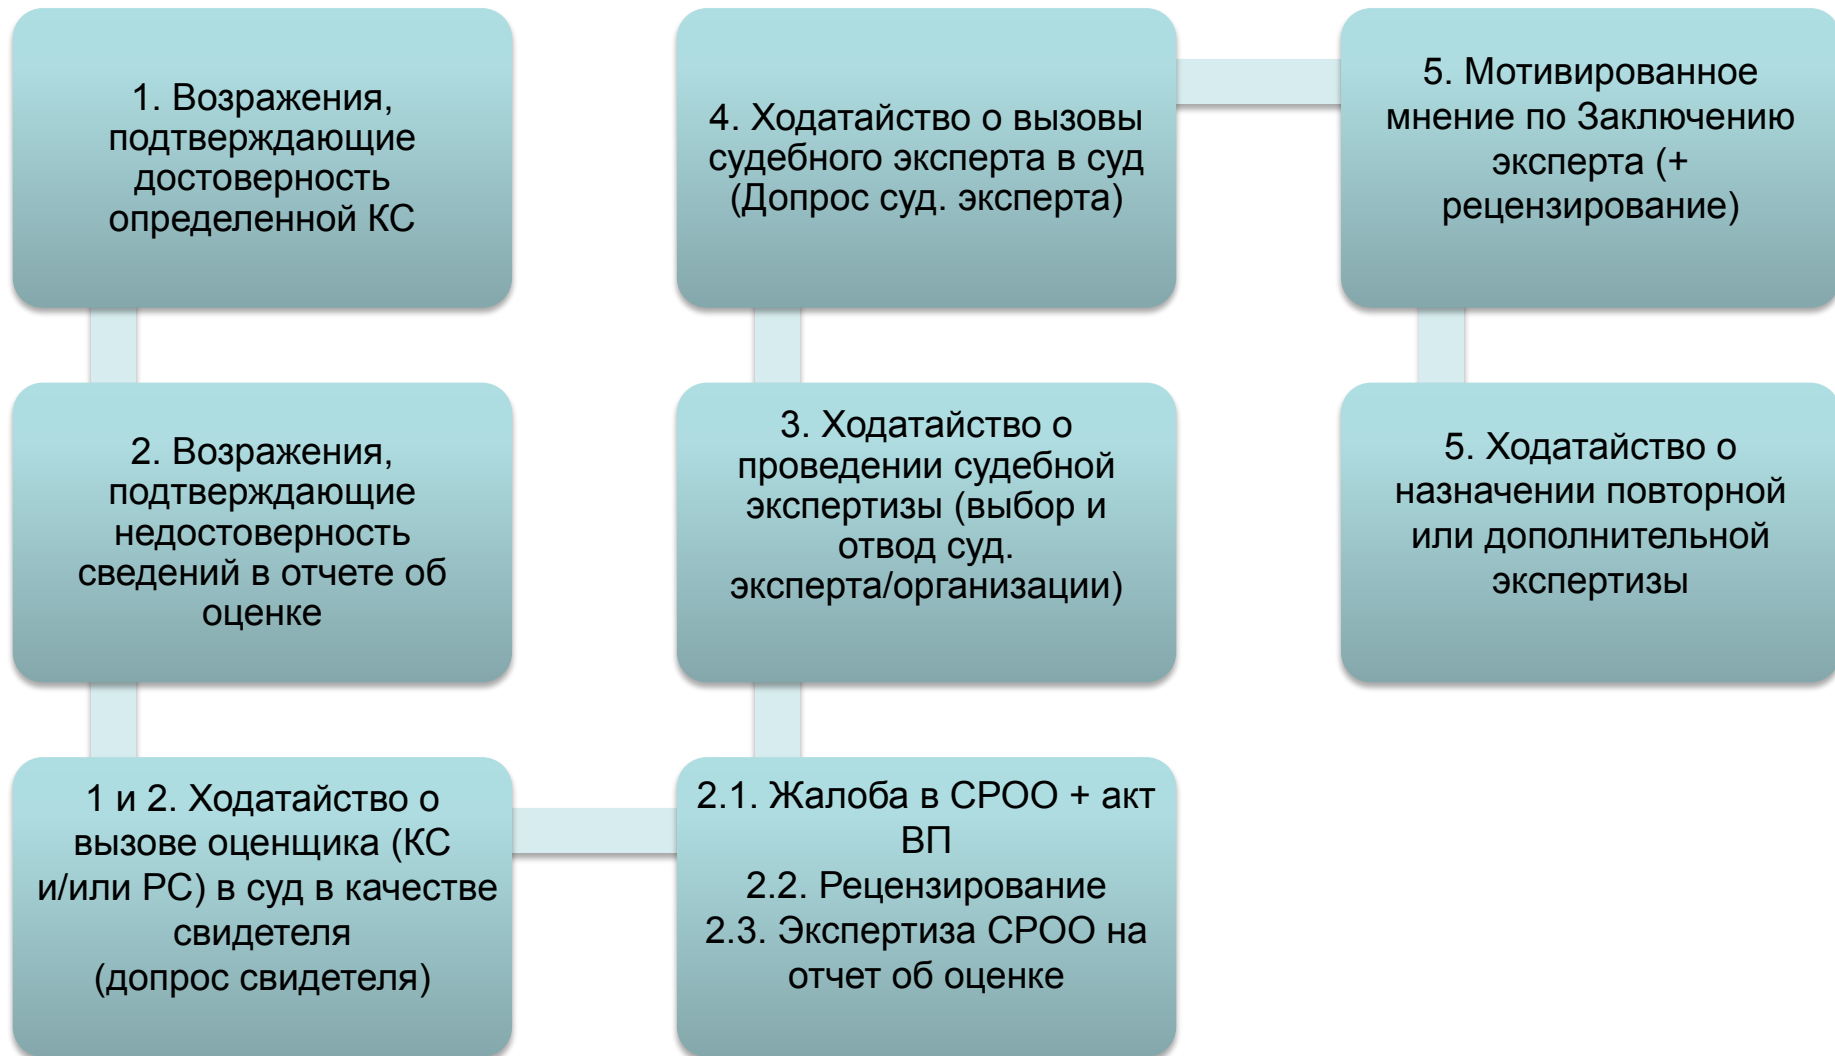 1. Возражения,
подтверждающие
достоверность
определенной КС
2. Возражения,
подтверждающие
недостоверность
сведений в отчете об
оценке
1 и 2. Ходатайство о
вызове оценщика (КС
и/или РС) в суд в качестве
свидетеля
(допрос свидетеля)
2.1. Жалоба в СРОО + акт
ВП
2.2. Рецензирование
2.3. Экспертиза СРОО на
отчет об оценке
3. Ходатайство о
проведении судебной
экспертизы (выбор и
отвод суд.
эксперта/организации)
4. Ходатайство о вызовы
судебного эксперта в суд
(Допрос суд. эксперта)
5. Мотивированное
мнение по Заключению
эксперта (+
рецензирование)
5. Ходатайство о
назначении повторной
или дополнительной
экспертизы